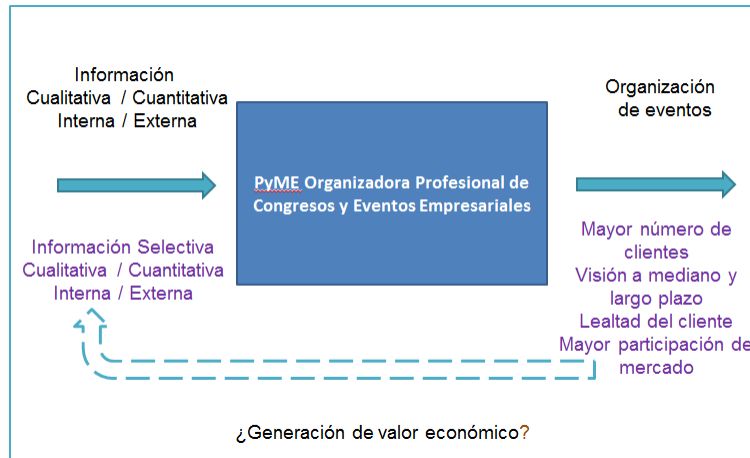 Información
Cualitativa / Cuantitativa
Interna / Externa
Organización
de eventos
PyME Organizadora Profesional de
Congresos y Eventos Empresariales
Información Selectiva
Cualitativa / Cuantitativa
Interna / Externa
Mayor número de
clientes
Visión a mediano y
largo plazo
Lealtad del cliente
Mayor participación de
mercado
¿Generación de valor económico?